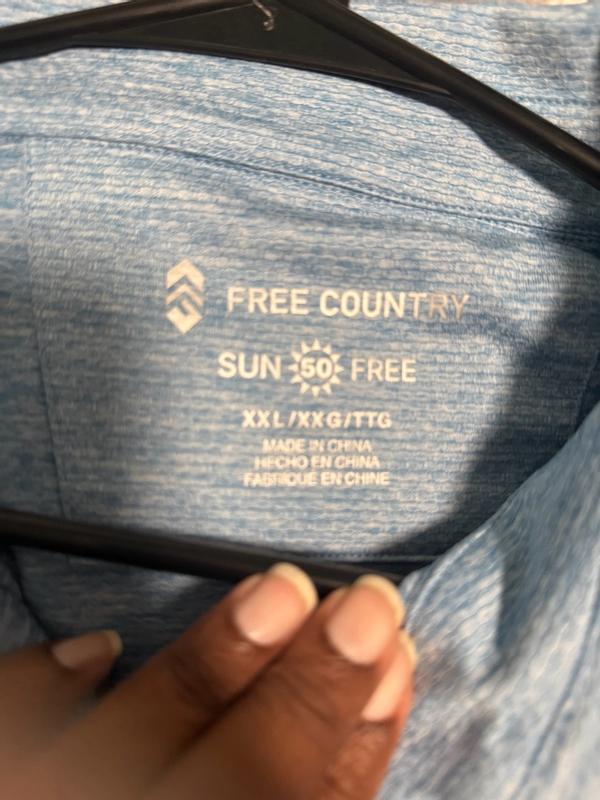 FREE COUNTRY
SUN 50 FREE
XXL/XXG/TTG
MADE IN CHINA
HECHO EN CHINA
FABRIQUÉ EN CHINE